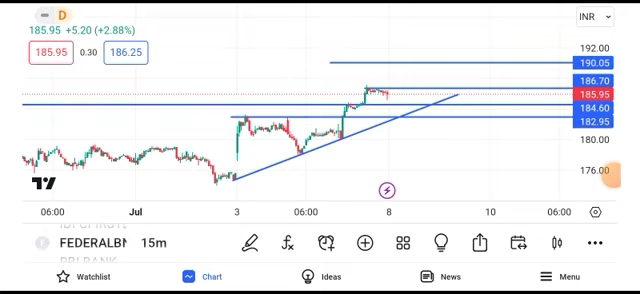 D
INR
185.95 +5.20 (+2.88%)
185.95 0.30 186.25
192.00
190.05
186.70
185.95
184.60
182.95
180.00
176.00
06:00 Jul 3 06:00 8 10 06:00
FEDERALBN 15m
Watchlist Chart Ideas News Menu